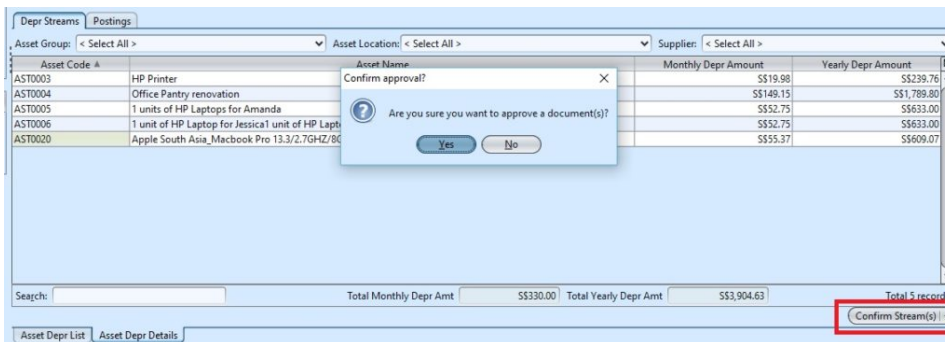 Depr Streams Postings
Asset Group: < Select All > Asset Location: < Select All > Supplier: < Select All >
Asset Code Asset Name Monthly Depr Amount Yearly Depr Amount
AST0003 HP Printer S$19.98 S$239.76
AST0004 Office Pantry renovation S$149.15 S$1,789.80
AST0005 1 units of HP Laptops for Amanda S$52.75 S$633.00
AST0006 1 unit of HP Laptop for Jessica1 unit of HP Lapt S$52.75 S$633.00
AST0020 Apple South Asia_Macbook Pro 13.3/2.7GHZ/8G S$55.37 S$609.07
Confirm approval?
Are you sure you want to approve a document(s)?
Yes No
Search: Total Monthly Depr Amt S$330.00 Total Yearly Depr Amt S$3,904.63 Total 5 record
Confirm Stream(s)
Asset Depr List Asset Depr Details